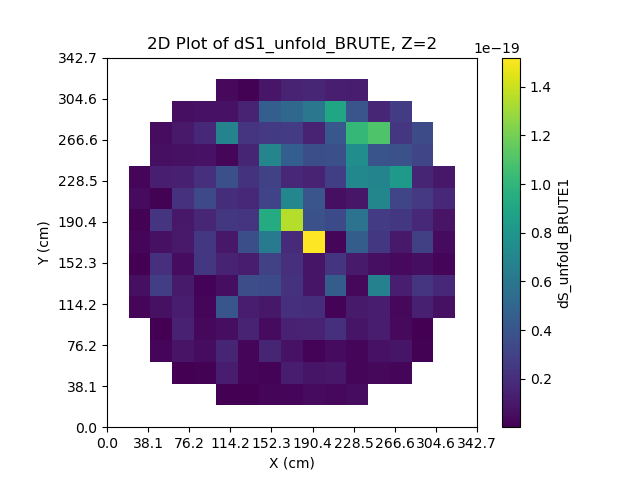 2D Plot of dS1_unfold_BRUTE, Z=2
1e−19
342.7
304.6
266.6
228.5
190.4
152.3
114.2
76.2
38.1
0.0
Y (cm)
0.0 38.1 76.2 114.2 152.3 190.4 228.5 266.6 304.6 342.7
X (cm)
1.4
1.2
1.0
0.8
0.6
0.4
0.2
dS_unfold_BRUTE1